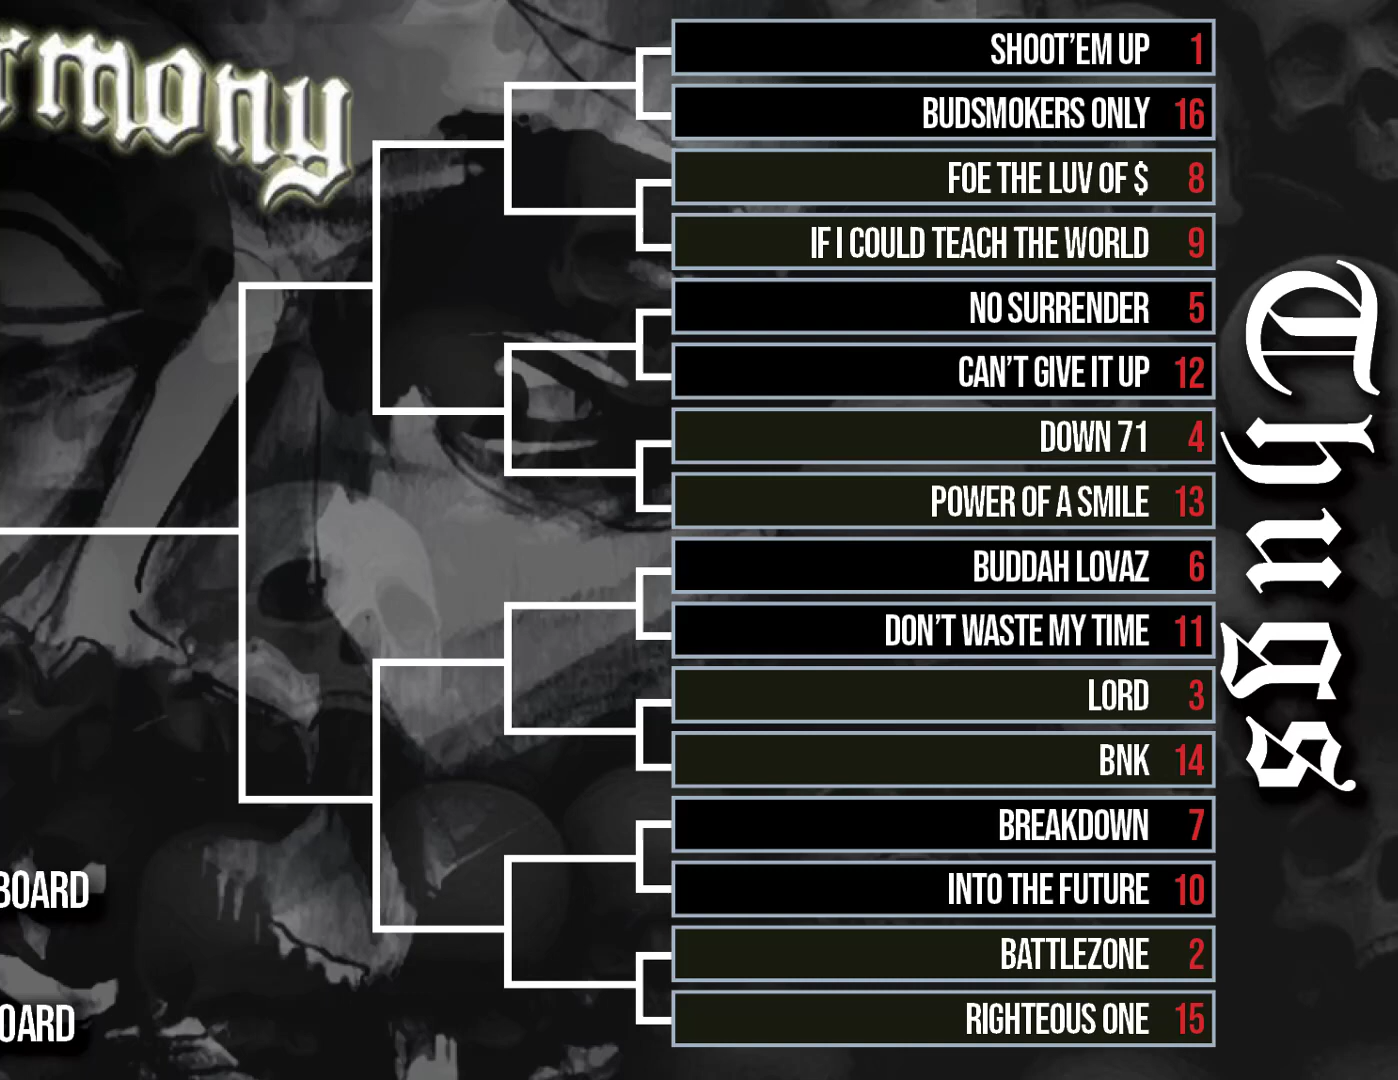 rmony
SHOOT'EM UP 1
BUDSMOKERS ONLY 16
FOE THE LUV OF $ 8
IF I COULD TEACH THE WORLD 9
NO SURRENDER 5
CAN'T GIVE IT UP 12
DOWN 71 4
POWER OF A SMILE 13
BUDDAH LOVAZ 6
DON'T WASTE MY TIME 11
LORD 3
BNK 14
BREAKDOWN 7
INTO THE FUTURE 10
BATTLEZONE 2
RIGHTEOUS ONE 15
Thugs
BOARD
OARD